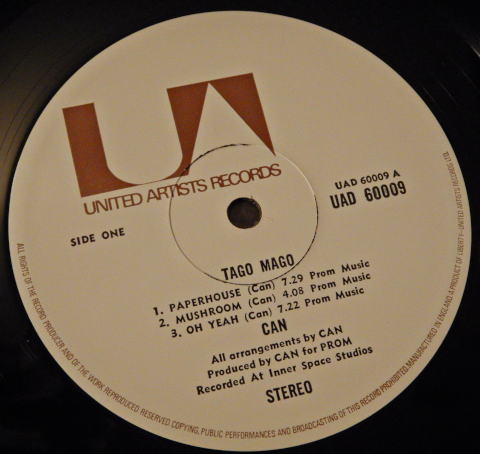 UA
UNITED ARTISTS RECORDS
UAD 60009 A
UAD 60009
SIDE ONE
TAGO MAGO
1. PAPERHOUSE (Can) 7.29 Prom Music
2. MUSHROOM (Can) 4.08 Prom Music
3. OH YEAH (Can) 7.22 Prom Music
CAN
All arrangements by CAN
Produced by CAN for PROM
Recorded At Inner Space Studios
STEREO
ALL RIGHTS OF THE RECORD PRODUCER AND OF THE WORK REPRODUCED RESERVED COPYING, PUBLIC PERFORMANCES AND BROADCASTING OF THIS RECORD PROHIBITED. MANUFACTURED IN ENGLAND. A PRODUCT OF LIBERTY—UNITED ARTISTS RECORDS LTD.